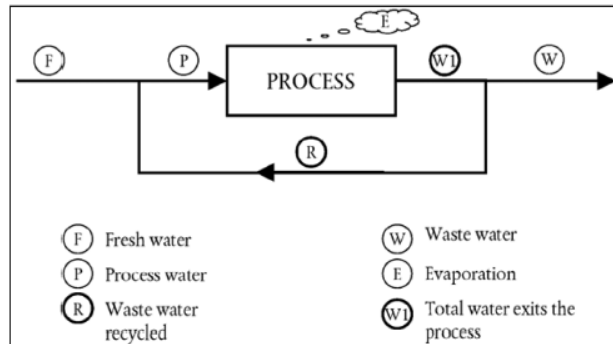 E
F
P
PROCESS
W1
W
R
F Fresh water
P Process water
R Waste water
recycled
W Waste water
E Evaporation
W1 Total water exits the
process